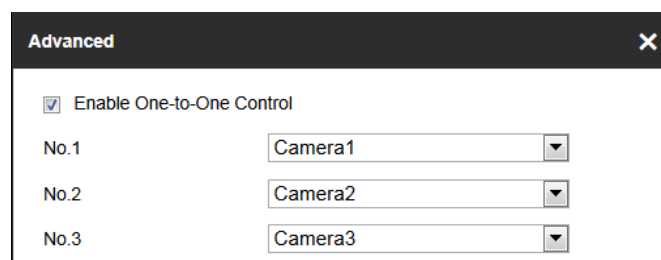 Advanced
Enable One-to-One Control
No.1 Camera1
No.2 Camera2
No.3 Camera3